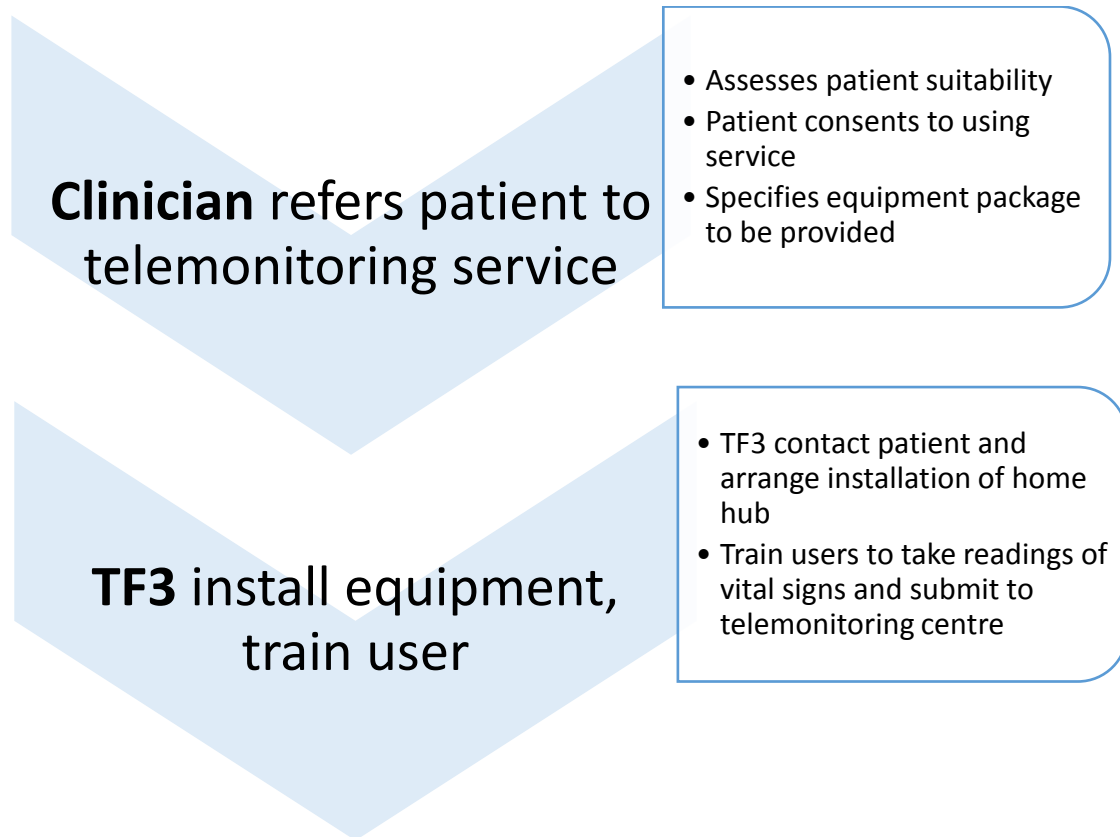 Clinician refers patient to
telemonitoring service
• Assesses patient suitability
• Patient consents to using
service
• Specifies equipment package
to be provided
TF3 install equipment,
train user
• TF3 contact patient and
arrange installation of home
hub
• Train users to take readings of
vital signs and submit to
telemonitoring centre